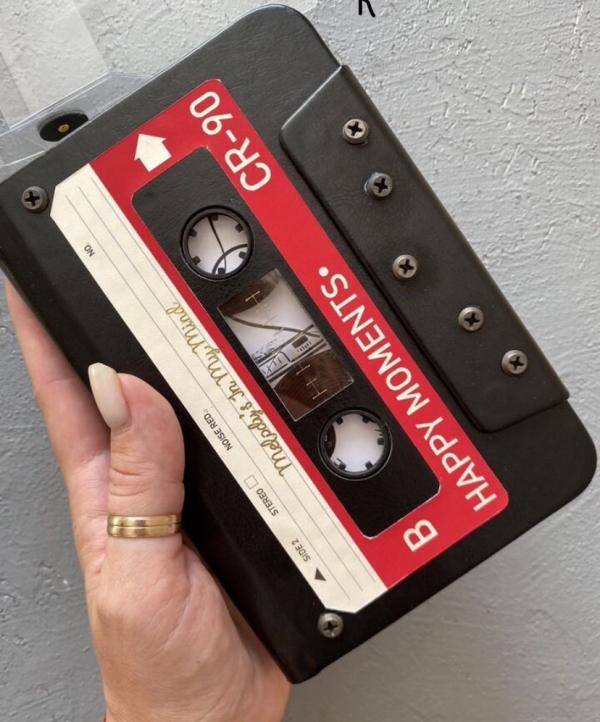 K
NO.
Melody's In My Mind
NOISE RED.:
STEREO
SIDE 2
CR-90
HAPPY MOMENTS.
B